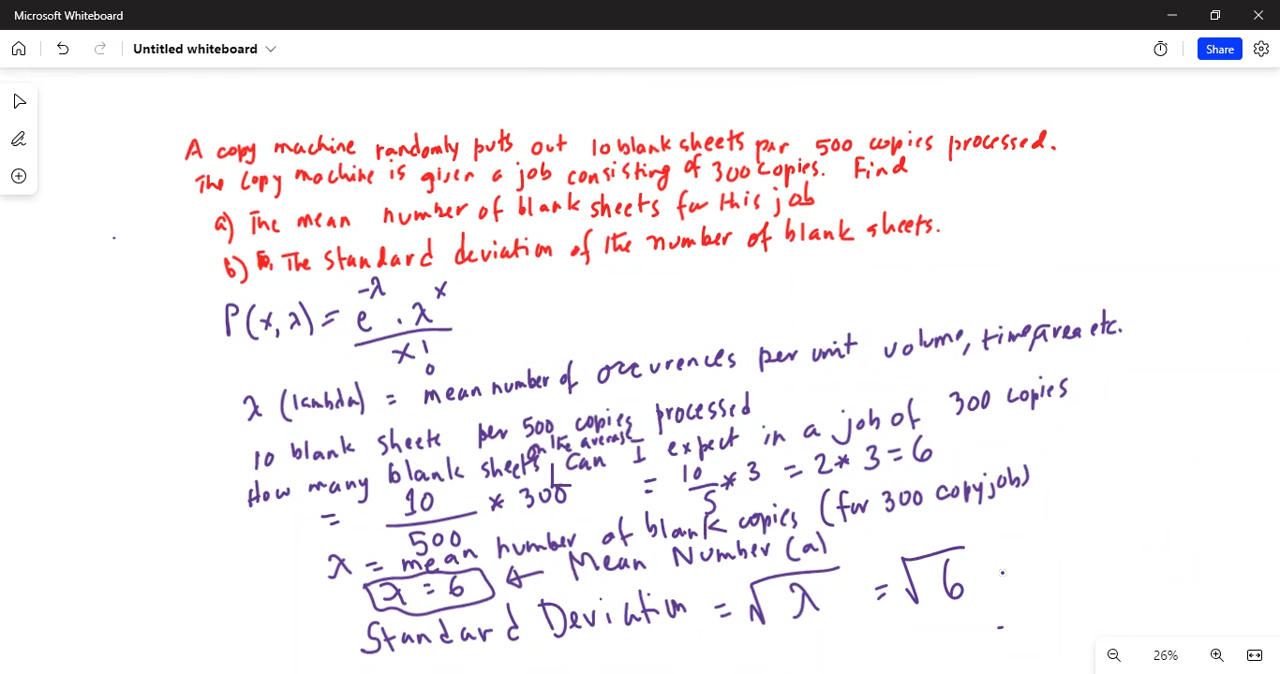 Microsoft Whiteboard
Untitled whiteboard
Share
A copy machine randomly puts out 10 blank sheets per 500 copies processed.
The copy machine is given a job consisting of 300 copies. Find
a) The mean number of blank sheets for this job
b) The standard deviation of the number of blank sheets.
P(x, λ) = e^-λ . λ^x / x!
λ (lambda) = mean number of occurences per unit volume, time, area etc.
10 blank sheets per 500 copies processed
How many blank sheets on the average can I expect in a job of 300 copies
= 10/500 * 300 = 10/5 * 3 = 2 * 3 = 6
λ = mean number of blank copies (for 300 copy job)
λ = 6 ← Mean Number (a)
Standard Deviation = √λ = √6
26%